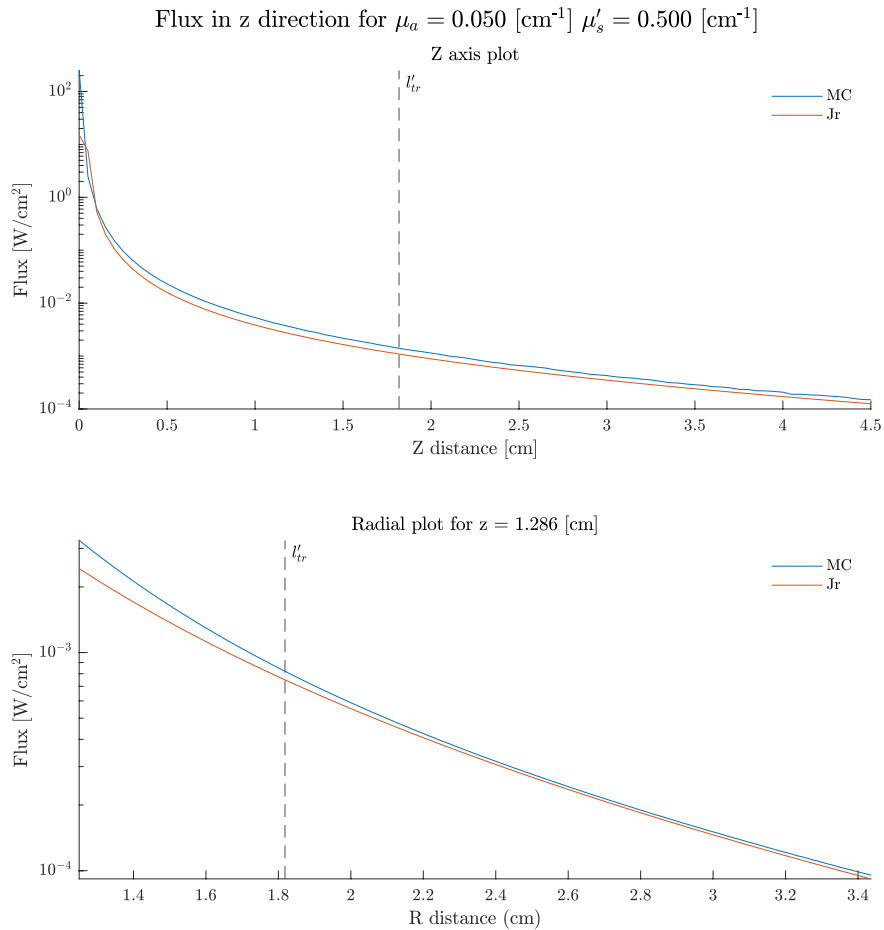 Flux in z direction for μₐ = 0.050 [cm⁻¹] μ′ₛ = 0.500 [cm⁻¹]
Z axis plot
l′ₜᵣ
MC
Jr
10²
10⁰
10⁻²
10⁻⁴
Flux [W/cm²]
0 0.5 1 1.5 2 2.5 3 3.5 4 4.5
Z distance [cm]
Radial plot for z = 1.286 [cm]
l′ₜᵣ
MC
Jr
10⁻³
10⁻⁴
Flux [W/cm²]
1.4 1.6 1.8 2 2.2 2.4 2.6 2.8 3 3.2 3.4
R distance (cm)